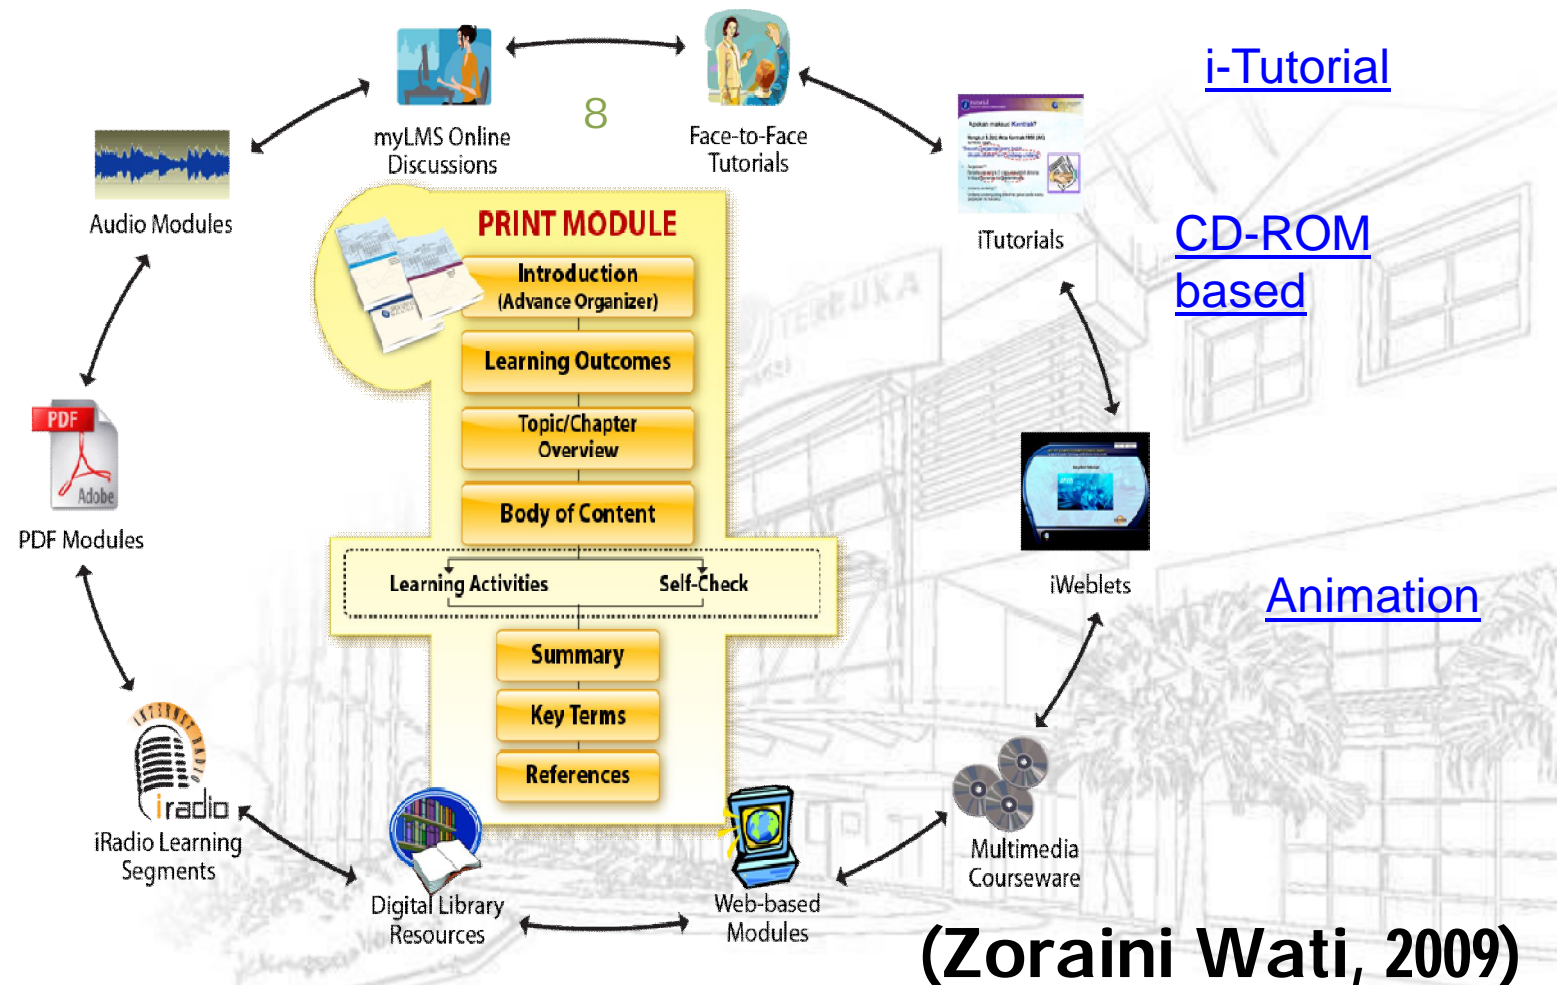 8
myLMS Online
Discussions
Face-to-Face
Tutorials
i-Tutorial
iTutorials
CD-ROM
based
iWeblets
Animation
Multimedia
Courseware
Web-based
Modules
Digital Library
Resources
INTERNET RADIO
iradio
iRadio Learning
Segments
PDF
Adobe
PDF Modules
Audio Modules
PRINT MODULE
Introduction
(Advance Organizer)
Learning Outcomes
Topic/Chapter
Overview
Body of Content
Learning Activities
Self-Check
Summary
Key Terms
References
TERBUKA
(Zoraini Wati, 2009)